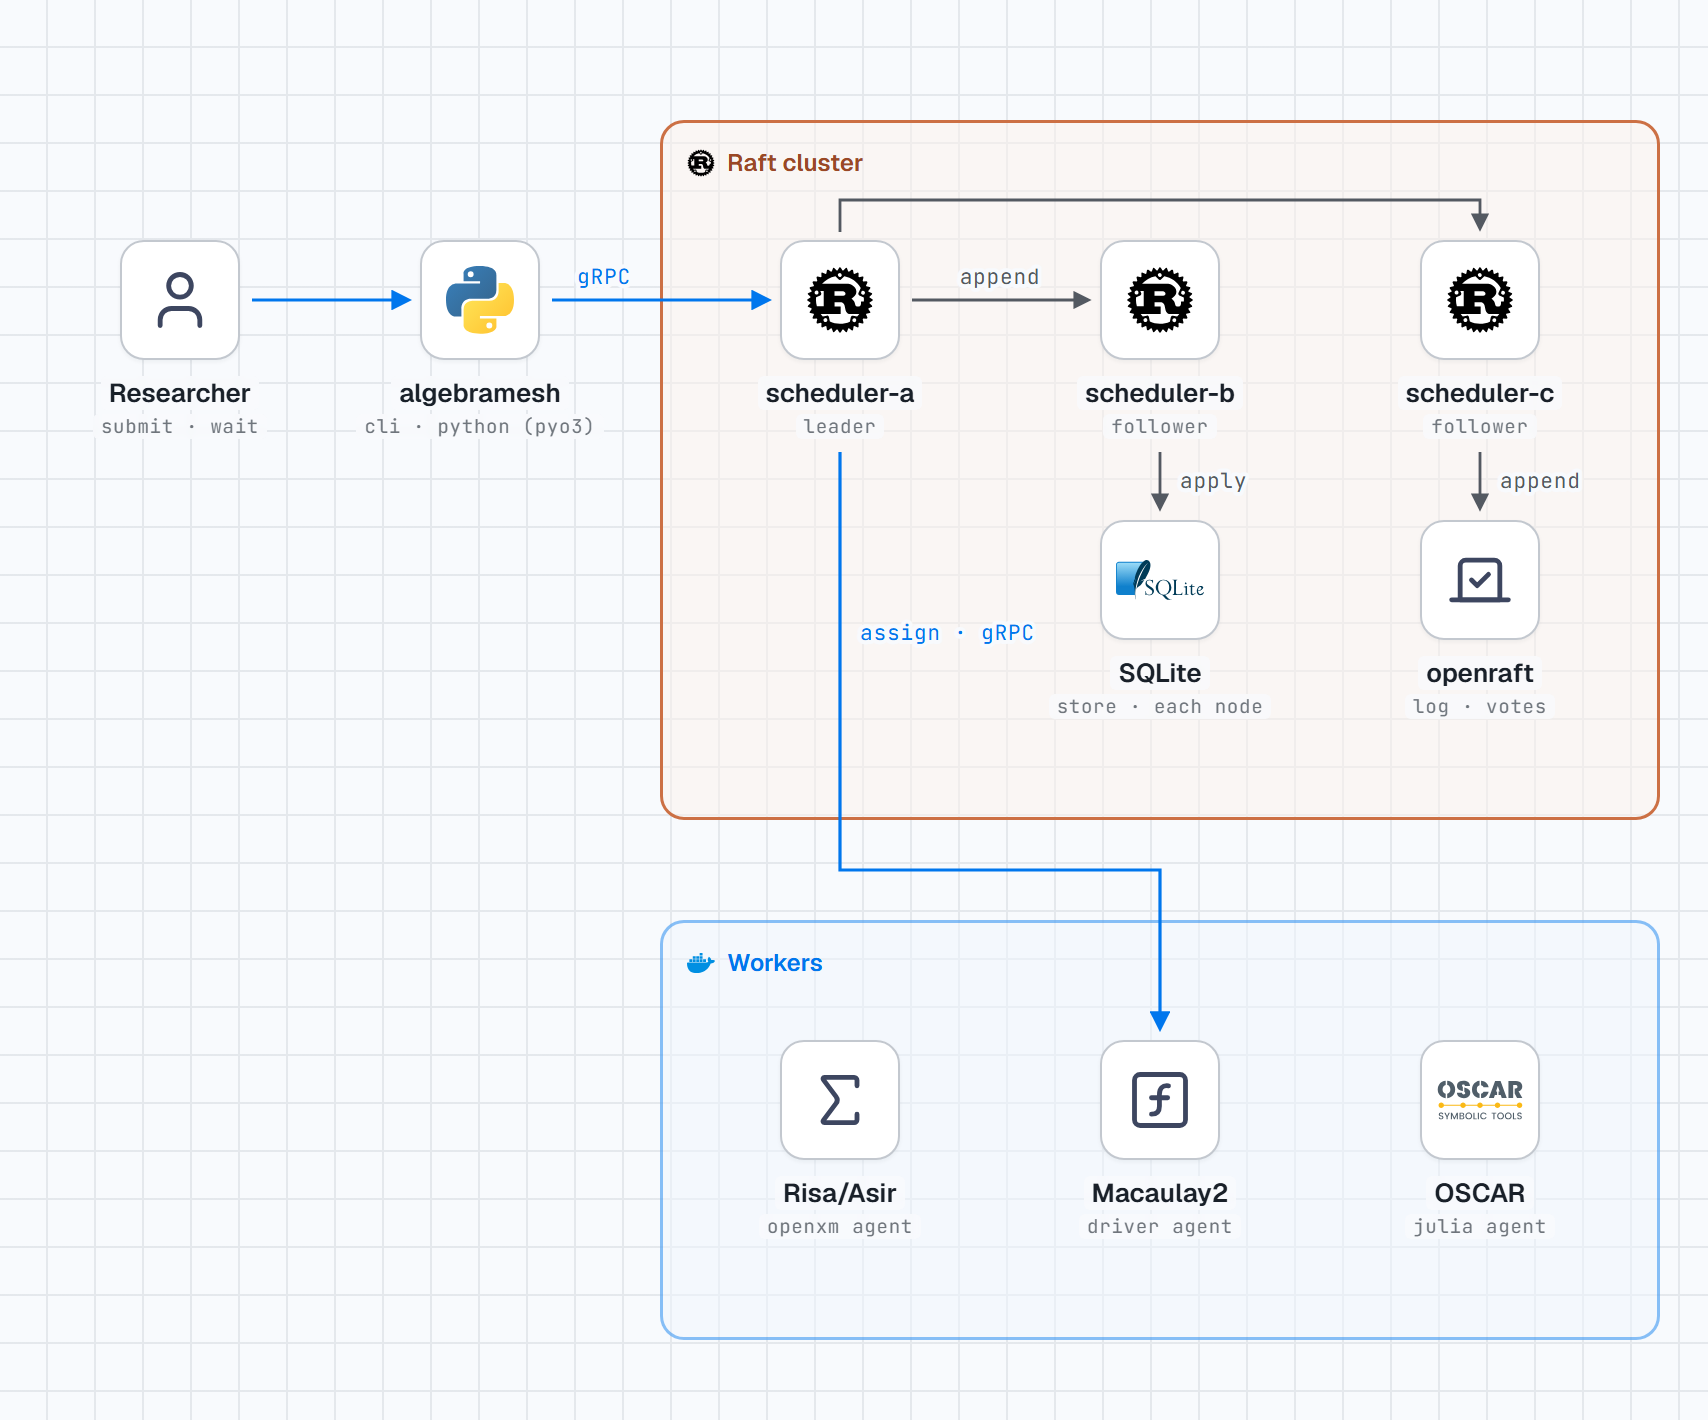 Raft cluster
gRPC
append
Researcher
submit · wait
algebramesh
cli · python (pyo3)
scheduler-a
leader
scheduler-b
follower
scheduler-c
follower
apply
append
SQLite
assign · gRPC
SQLite
store · each node
openraft
log · votes
Workers
OSCAR
SYMBOLIC TOOLS
Risa/Asir
openxm agent
Macaulay2
driver agent
OSCAR
julia agent